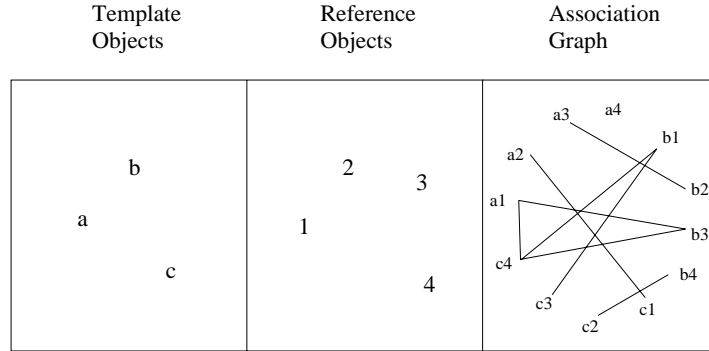 Template Objects
Reference Objects
Association Graph
b
a
c
2
3
1
4
a3
a4
b1
a2
b2
a1
b3
c4
b4
c3
c1
c2